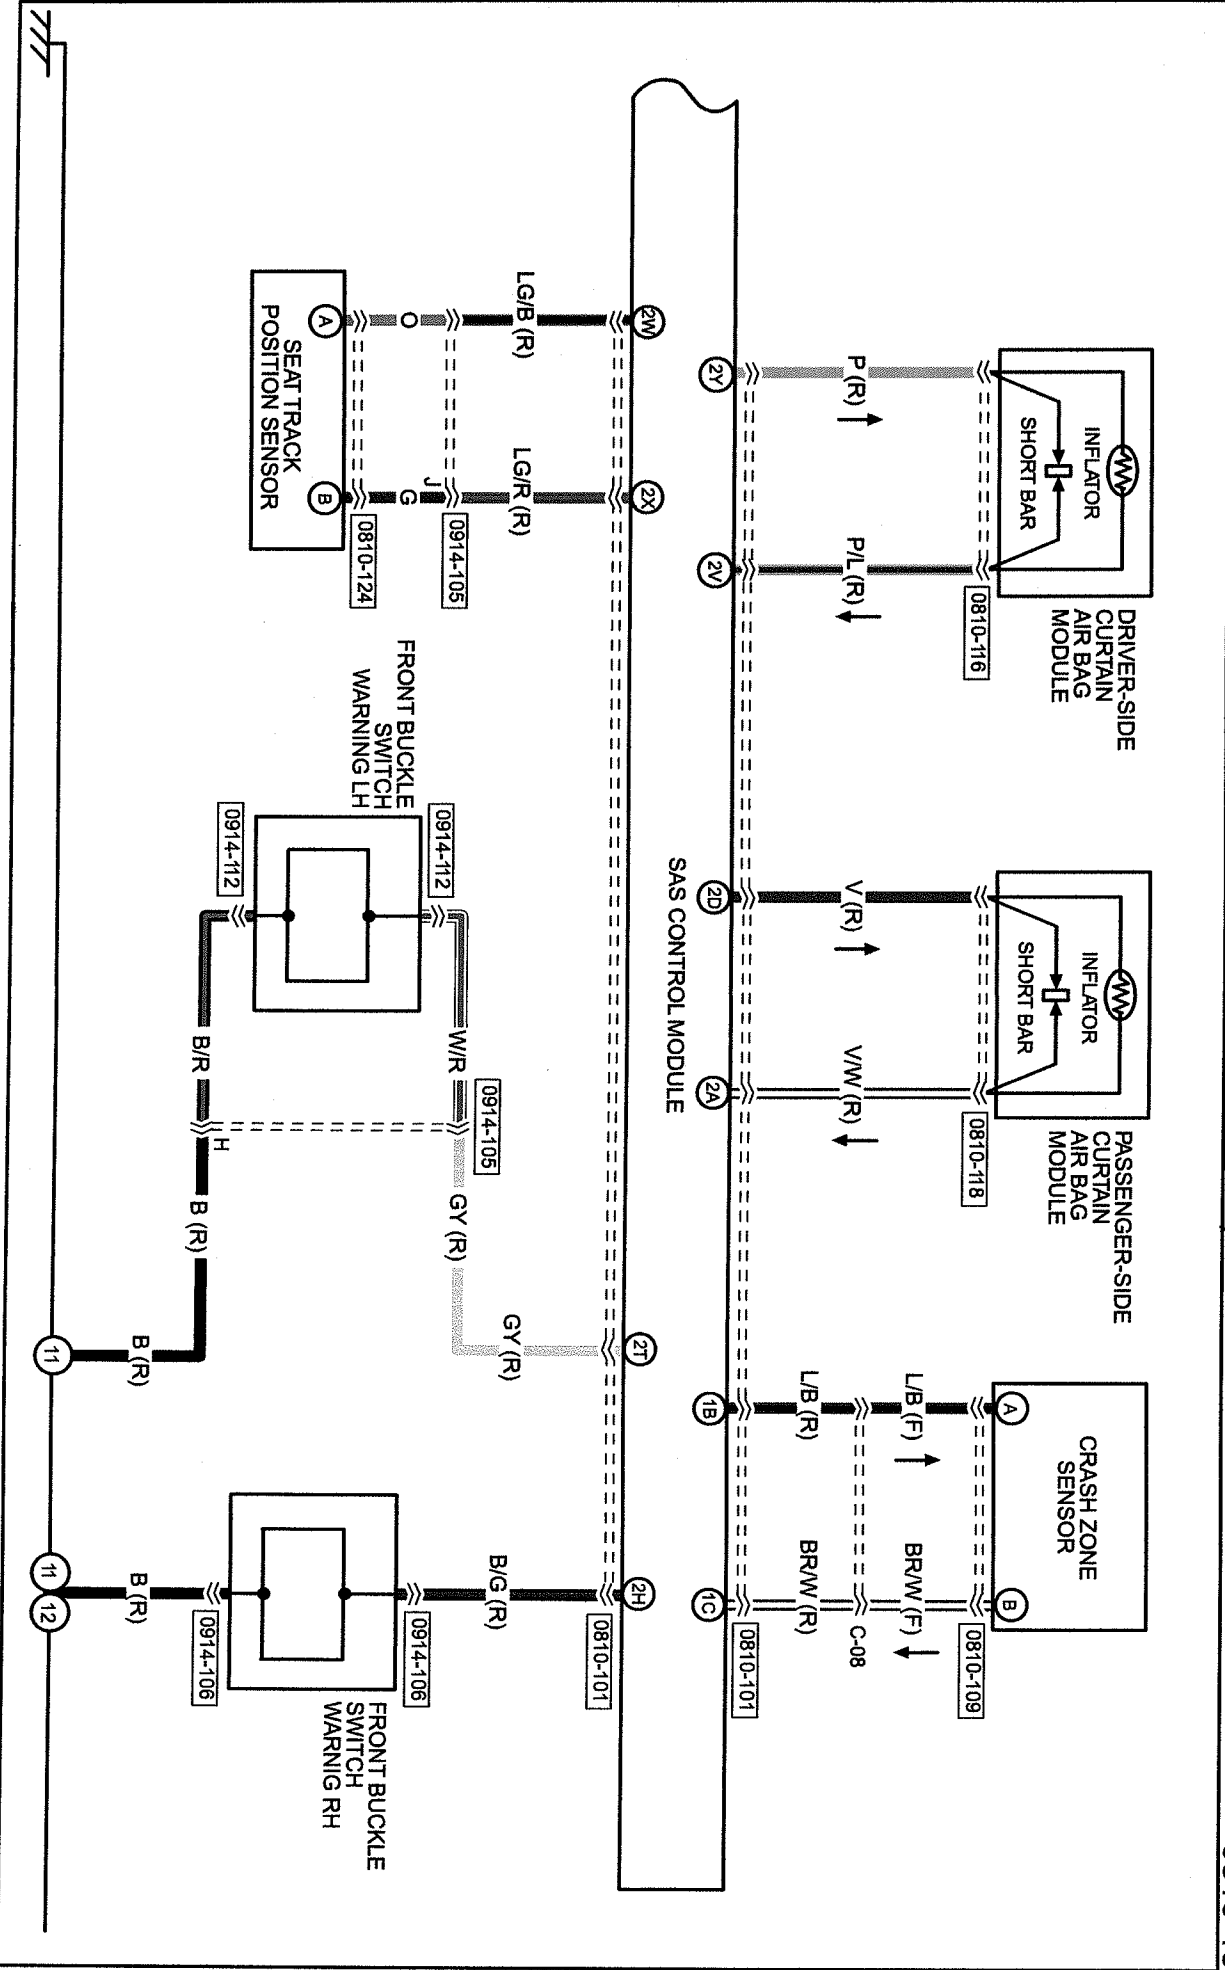 DRIVER-SIDE
CURTAIN
AIR BAG
MODULE
INFLATOR
SHORT BAR
0810-116
P (R)
P/L (R)
2Y
2V
PASSENGER-SIDE
CURTAIN
AIR BAG
MODULE
INFLATOR
SHORT BAR
0810-118
V (R)
V/W (R)
2D
2A
CRASH ZONE
SENSOR
A
B
0810-109
L/B (F)
BR/W (F)
C-08
L/B (R)
BR/W (R)
0810-101
1B
1C
SAS CONTROL MODULE
2W
2X
2T
2H
0810-101
LG/B (R)
LG/R (R)
J
0914-105
O
G
0810-124
A
B
SEAT TRACK
POSITION SENSOR
GY (R)
GY (R)
0914-105
W/R
0914-112
FRONT BUCKLE
SWITCH
WARNING LH
0914-112
B/R
H
B (R)
B (R)
11
B/G (R)
0914-106
FRONT BUCKLE
SWITCH
WARNIG RH
0914-106
B (R)
11
12